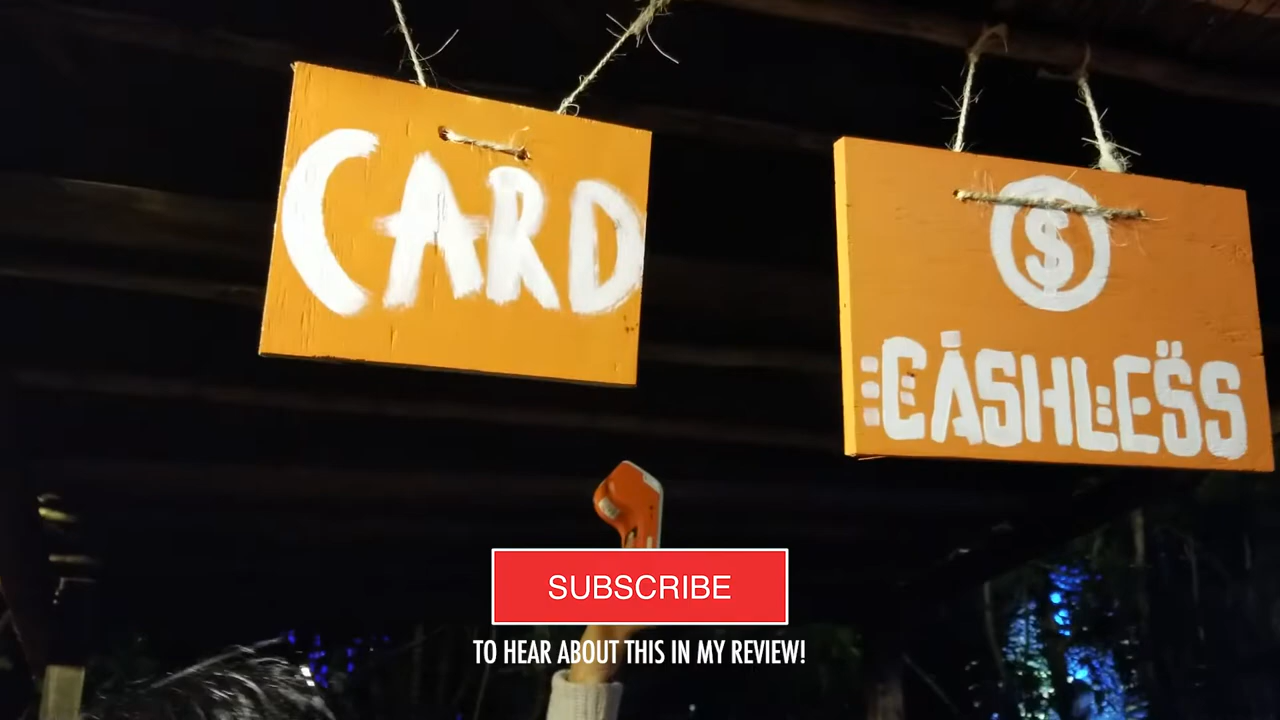 CARD
$
CASHLESS
SUBSCRIBE
TO HEAR ABOUT THIS IN MY REVIEW!